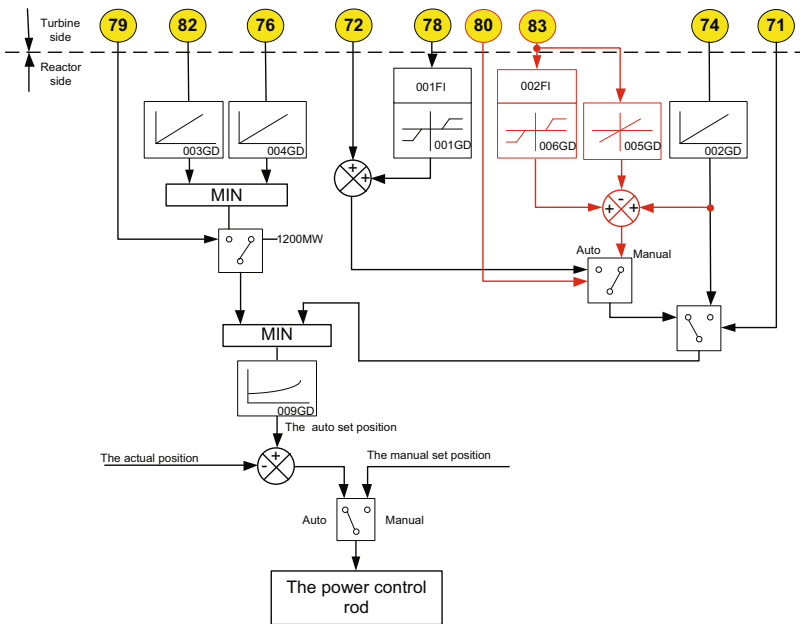 Turbine
side
79
82
76
72
78
80
83
74
71
Reactor
side
001FI
001GD
002FI
006GD
005GD
002GD
003GD
004GD
MIN
+
+
-
+
+
1200MW
Auto
Manual
MIN
009GD
The auto set position
The actual position
+
-
The manual set position
Auto
Manual
The power control
rod